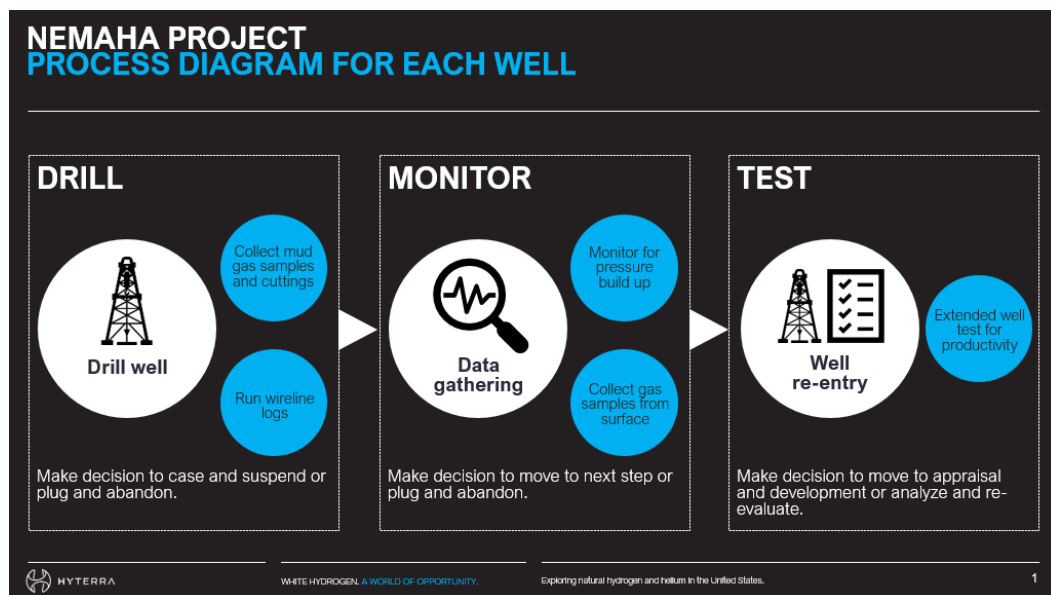 NEMAHA PROJECT
PROCESS DIAGRAM FOR EACH WELL
DRILL
Drill well
Collect mud
gas samples
and cuttings
Run wireline
logs
Make decision to case and suspend or
plug and abandon.
MONITOR
Data
gathering
Monitor for
pressure
build up
Collect gas
samples from
surface
Make decision to move to next step or
plug and abandon.
TEST
Well
re-entry
Extended well
test for
productivity
Make decision to move to appraisal
and development or analyze and re-
evaluate.
HYTERRA
WHITE HYDROGEN. A WORLD OF OPPORTUNITY.
Exploring natural hydrogen and helium in the United States.
1